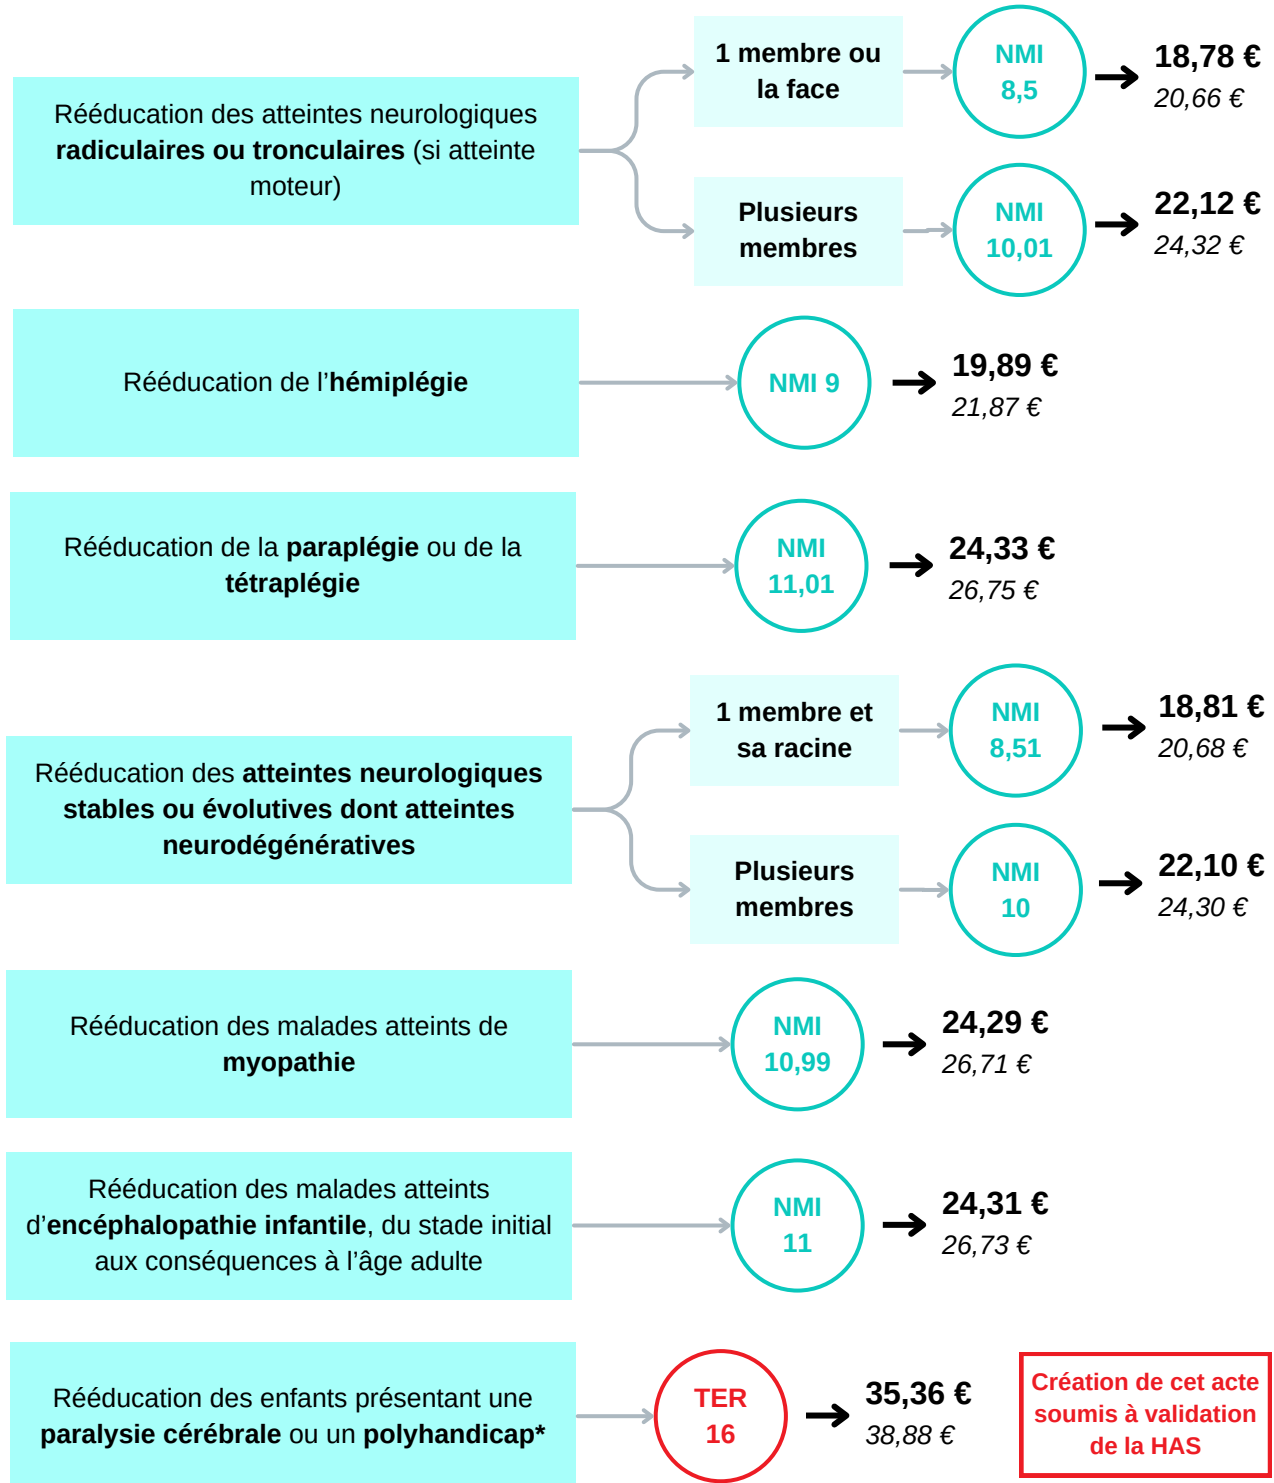 Rééducation des atteintes neurologiques
radiculaires ou tronculaires (si atteinte
moteur)
1 membre ou
la face
NMI
8,5
18,78 €
20,66 €
Plusieurs
membres
NMI
10,01
22,12 €
24,32 €
Rééducation de l’hémiplégie
NMI 9
19,89 €
21,87 €
Rééducation de la paraplégie ou de la
tétraplégie
NMI
11,01
24,33 €
26,75 €
Rééducation des atteintes neurologiques
stables ou évolutives dont atteintes
neurodégénératives
1 membre et
sa racine
NMI
8,51
18,81 €
20,68 €
Plusieurs
membres
NMI
10
22,10 €
24,30 €
Rééducation des malades atteints de
myopathie
NMI
10,99
24,29 €
26,71 €
Rééducation des malades atteints
d’encéphalopathie infantile, du stade initial
aux conséquences à l’âge adulte
NMI
11
24,31 €
26,73 €
Rééducation des enfants présentant une
paralysie cérébrale ou un polyhandicap*
TER
16
35,36 €
38,88 €
Création de cet acte
soumis à validation
de la HAS